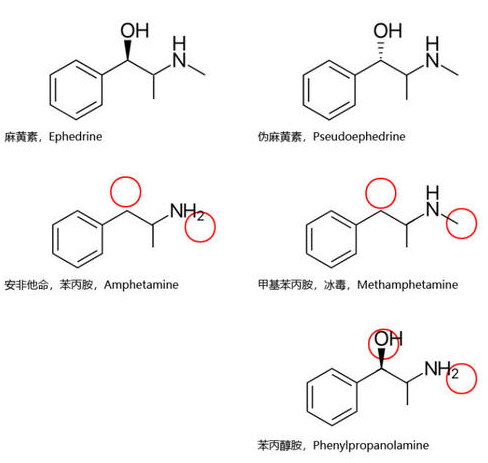 OH
H
N
麻黄素，Ephedrine
OH
H
N
伪麻黄素，Pseudoephedrine
NH2
安非他命，苯丙胺，Amphetamine
H
N
甲基苯丙胺，冰毒，Methamphetamine
OH
NH2
苯丙醇胺，Phenylpropanolamine